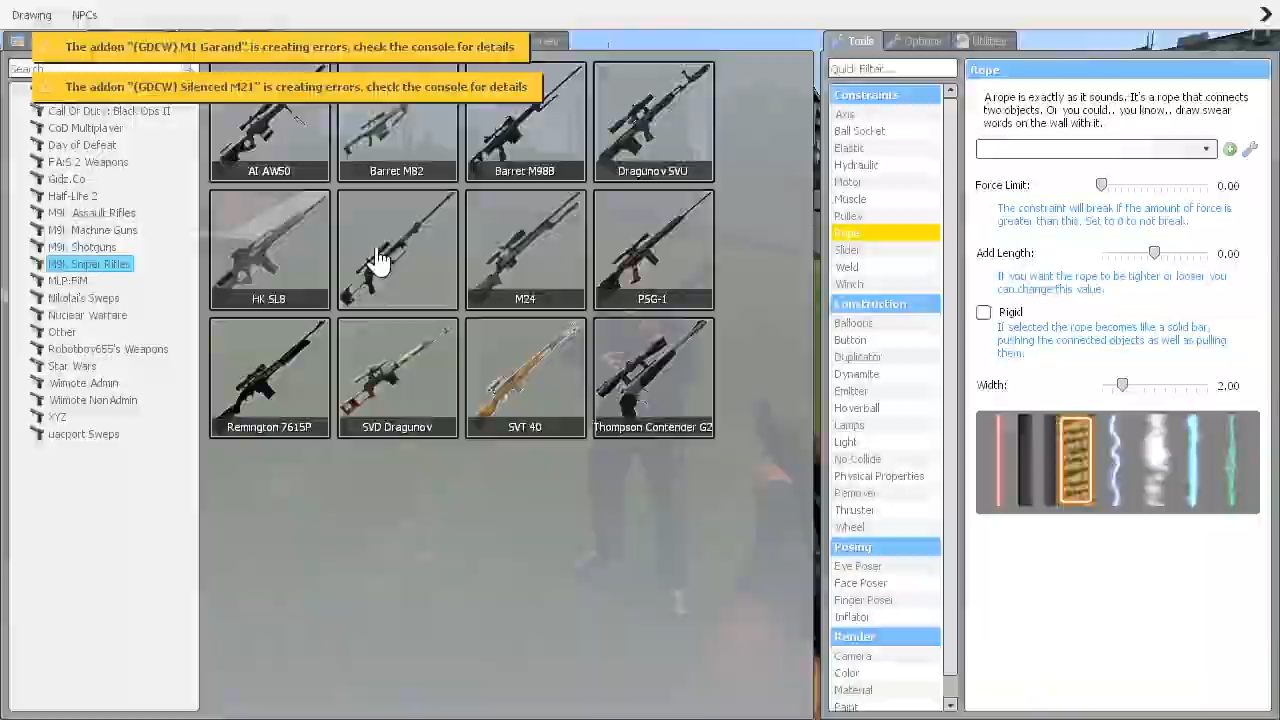 Drawing NPCs
The addon "(GDCW) M1 Garand" is creating errors, check the console for details
Search...
The addon "(GDCW) Silenced M21" is creating errors, check the console for details
Call Of Duty : Black Ops II
CoD Multiplayer
Day of Defeat
FA:S 2 Weapons
Gidz.Co
Half-Life 2
M9K Assault Rifles
M9K Machine Guns
M9K Shotguns
M9K Sniper Rifles
MLP:FiM
Nikolai's Sweps
Nuclear Warfare
Other
Robotboy655's Weapons
Star Wars
Wiimote Admin
Wiimote NonAdmin
XYZ
uacport Sweps
AI AW50
Barret M82
Barret M98B
Dragunov SVU
HK SL8
M24
PSG-1
Remington 7615P
SVD Dragunov
SVT 40
Thompson Contender G2
Tools
Options
Utilities
Quick Filter...
Constraints
Axis
Ball Socket
Elastic
Hydraulic
Motor
Muscle
Pulley
Rope
Slider
Weld
Winch
Construction
Balloons
Button
Duplicator
Dynamite
Emitter
Hoverball
Lamps
Light
No-Collide
Physical Properties
Remover
Thruster
Wheel
Posing
Eye Poser
Face Poser
Finger Poser
Inflator
Render
Camera
Color
Material
Paint
Rope
A rope is exactly as it sounds.. It's a rope that connects
two objects. Or you could.. you know.. draw swear
words on the wall with it.
Force Limit: 0.00
The constraint will break if the amount of force is
greater than this. Set to 0 to not break.
Add Length: 0.00
If you want the rope to be tighter or looser you
can change this value.
Rigid
If selected the rope becomes like a solid bar,
pushing the connected objects as well as pulling
them.
Width: 2.00